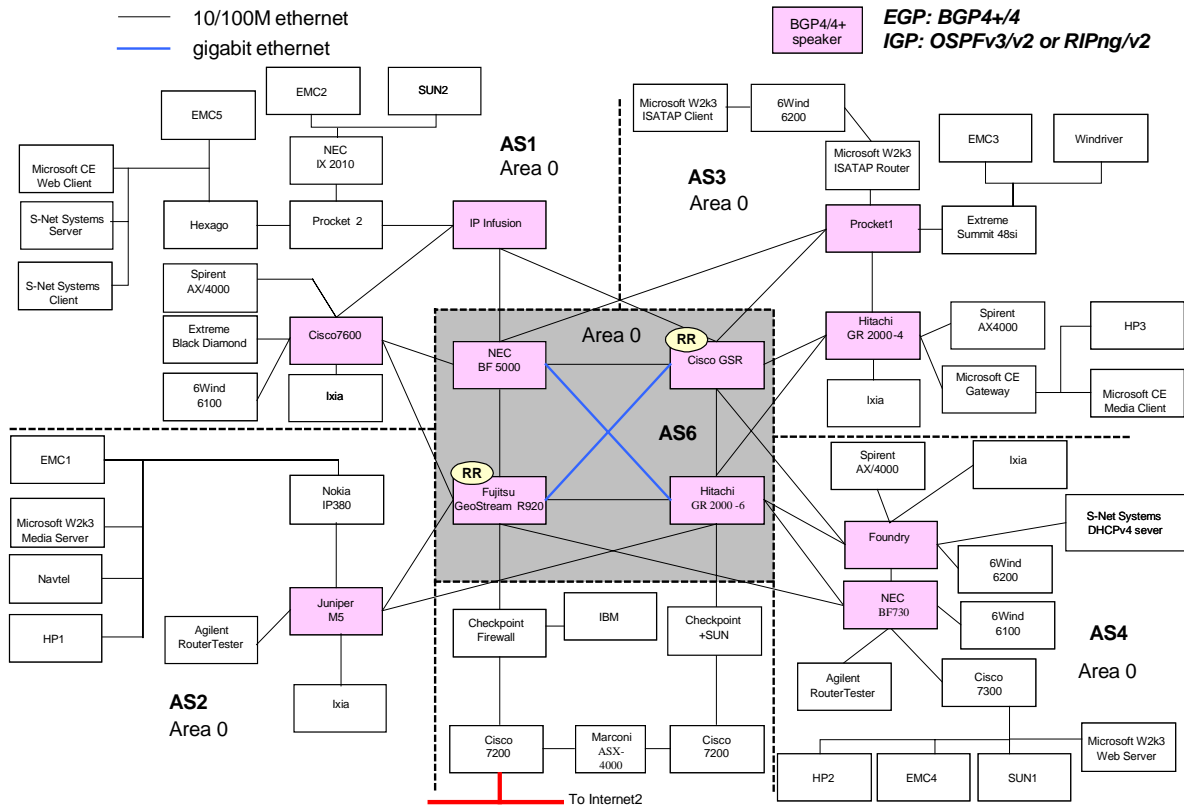 10/100M ethernet
gigabit ethernet
BGP4/4+
speaker
EGP: BGP4+/4
IGP: OSPFv3/v2 or RIPng/v2
EMC5
EMC2
SUN2
NEC
IX 2010
Microsoft CE
Web Client
S-Net Systems
Server
S-Net Systems
Client
Hexago
Procket 2
IP Infusion
AS1
Area 0
Spirent
AX/4000
Extreme
Black Diamond
6Wind
6100
Cisco7600
Ixia
Microsoft W2k3
ISATAP Client
6Wind
6200
Microsoft W2k3
ISATAP Router
EMC3
Windriver
AS3
Area 0
Procket1
Extreme
Summit 48si
Hitachi
GR 2000-4
Spirent
AX4000
HP3
Ixia
Microsoft CE
Gateway
Microsoft CE
Media Client
Area 0
NEC
BF 5000
RR
Cisco GSR
AS6
RR
Fujitsu
GeoStream R920
Hitachi
GR 2000-6
EMC1
Microsoft W2k3
Media Server
Navtel
HP1
Nokia
IP380
Juniper
M5
Agilent
RouterTester
Ixia
AS2
Area 0
Checkpoint
Firewall
IBM
Checkpoint
+SUN
Cisco
7200
Marconi
ASX-
4000
Cisco
7200
To Internet2
Spirent
AX/4000
Ixia
S-Net Systems
DHCPv4 sever
Foundry
6Wind
6200
NEC
BF730
6Wind
6100
AS4
Area 0
Agilent
RouterTester
Cisco
7300
Microsoft W2k3
Web Server
HP2
EMC4
SUN1